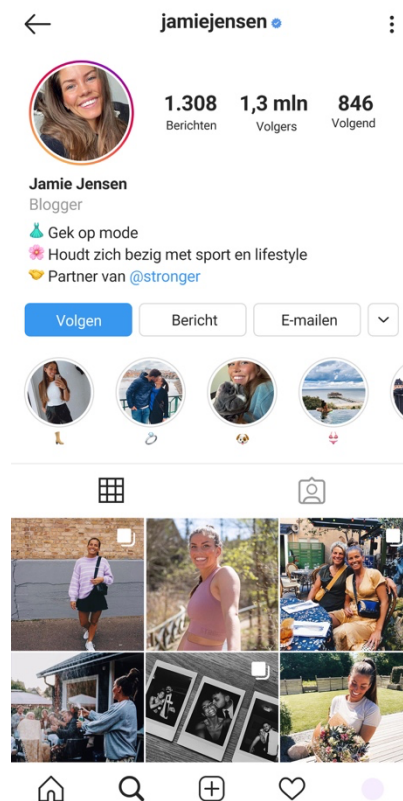 jamiejensen
1.308 1,3 mln 846
Berichten Volgers Volgend
Jamie Jensen
Blogger
Gek op mode
Houdt zich bezig met sport en lifestyle
Partner van @stronger
Volgen Bericht E-mailen